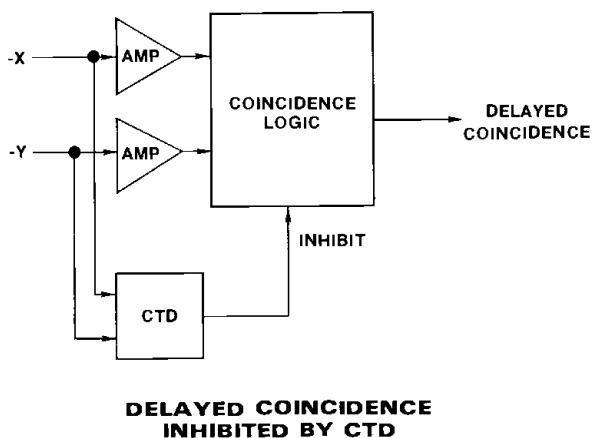 -X
AMP
COINCIDENCE
LOGIC
DELAYED
COINCIDENCE
-Y
AMP
INHIBIT
CTD
DELAYED COINCIDENCE
INHIBITED BY CTD